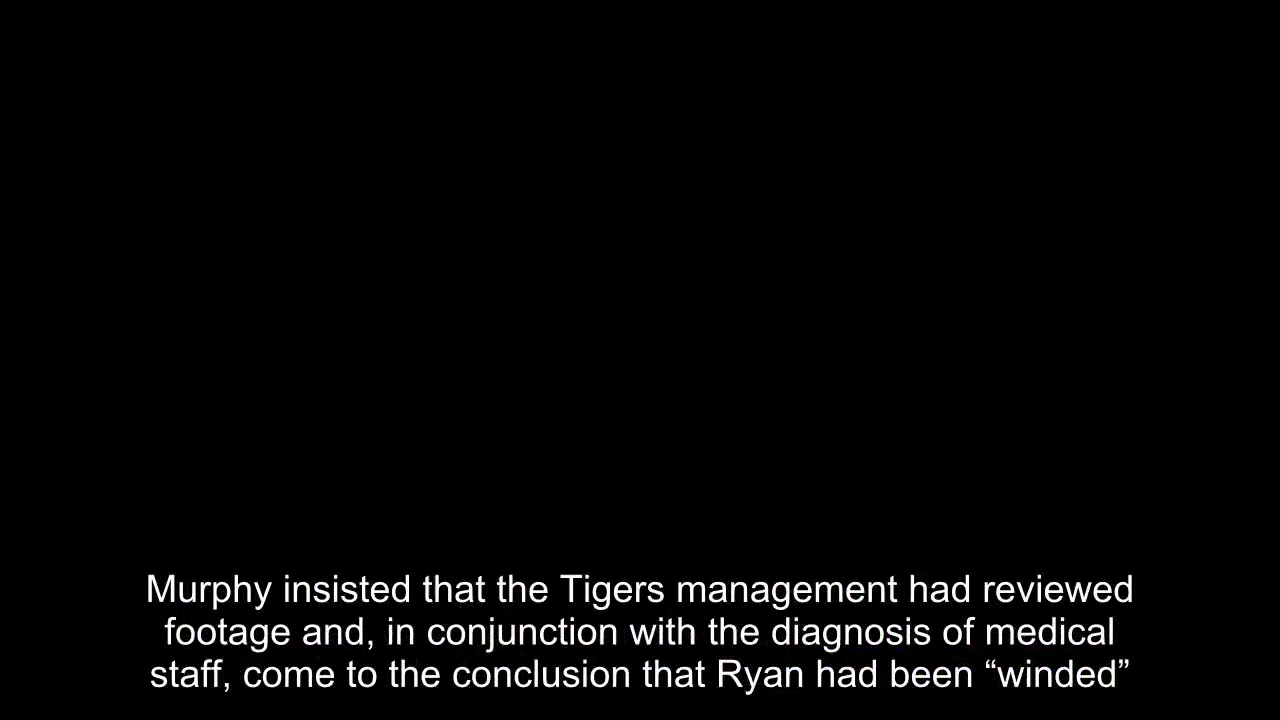 Murphy insisted that the Tigers management had reviewed
footage and, in conjunction with the diagnosis of medical
staff, come to the conclusion that Ryan had been “winded”